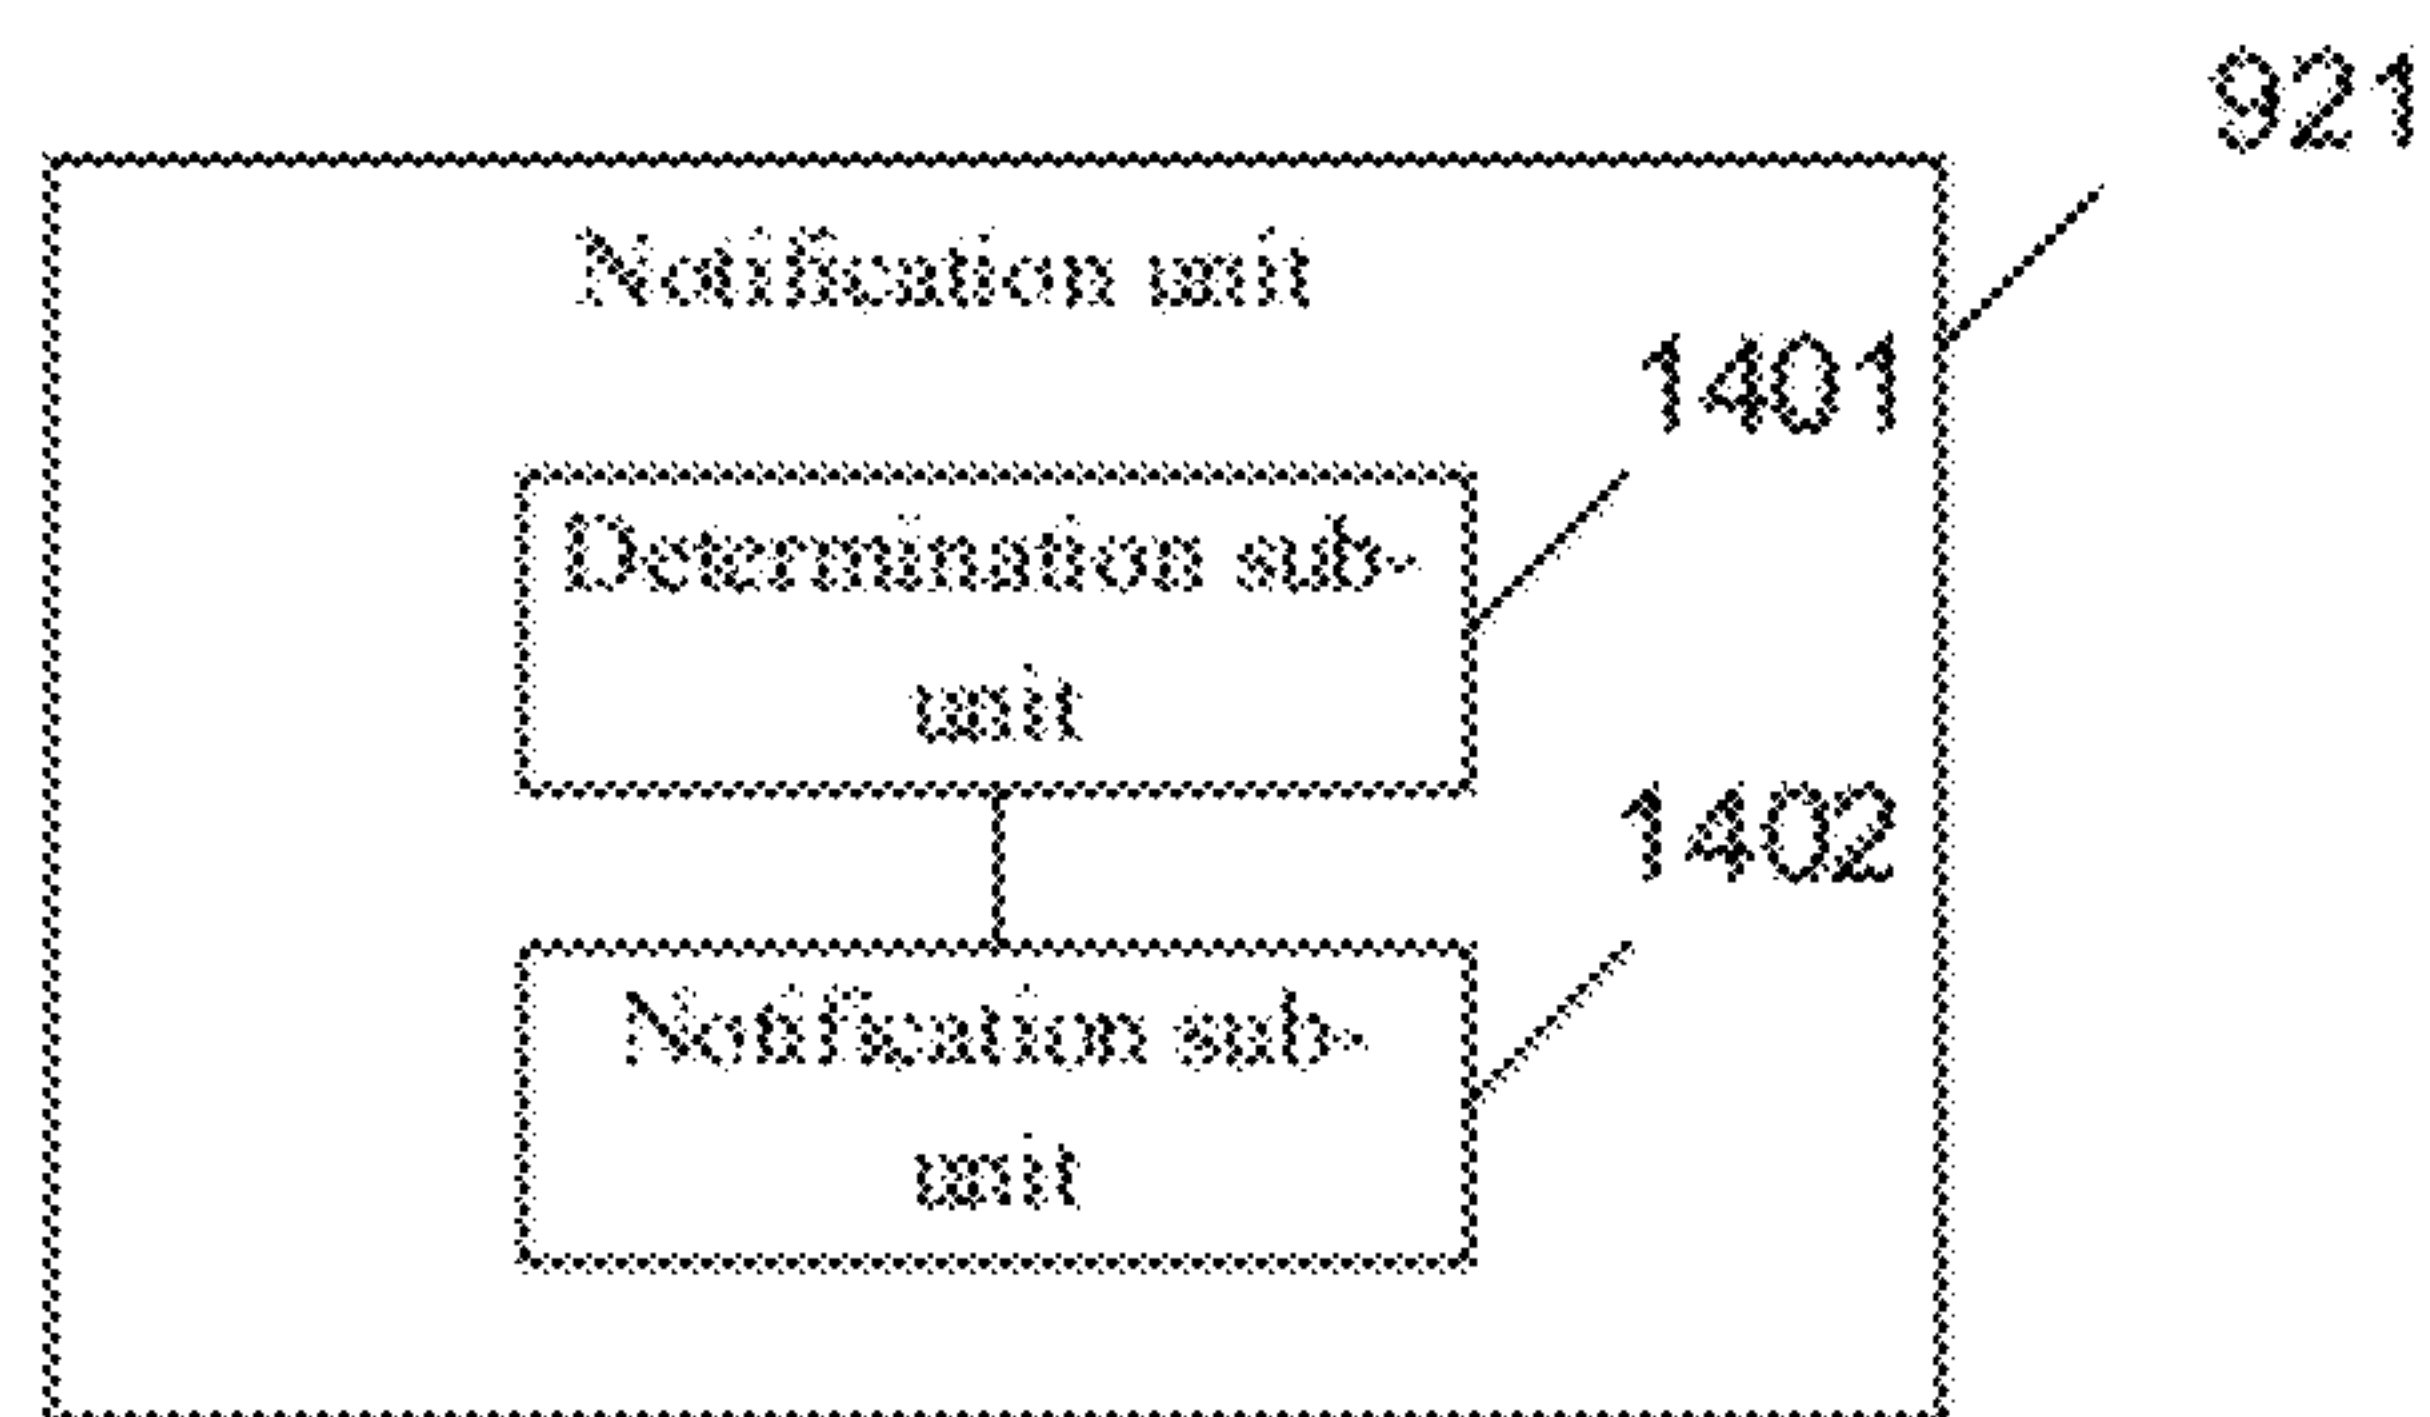 921
Notification unit
1401
Determination sub-
unit
1402
Notification sub-
unit